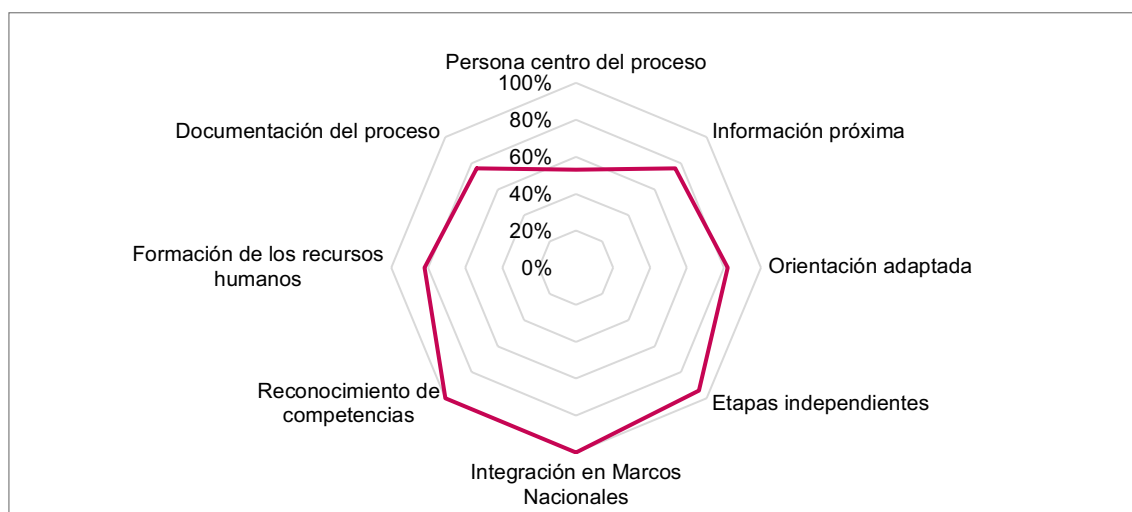 Persona centro del proceso
100%
80%
60%
40%
20%
0%
Información próxima
Orientación adaptada
Etapas independientes
Integración en Marcos
Nacionales
Reconocimiento de
competencias
Formación de los recursos
humanos
Documentación del proceso